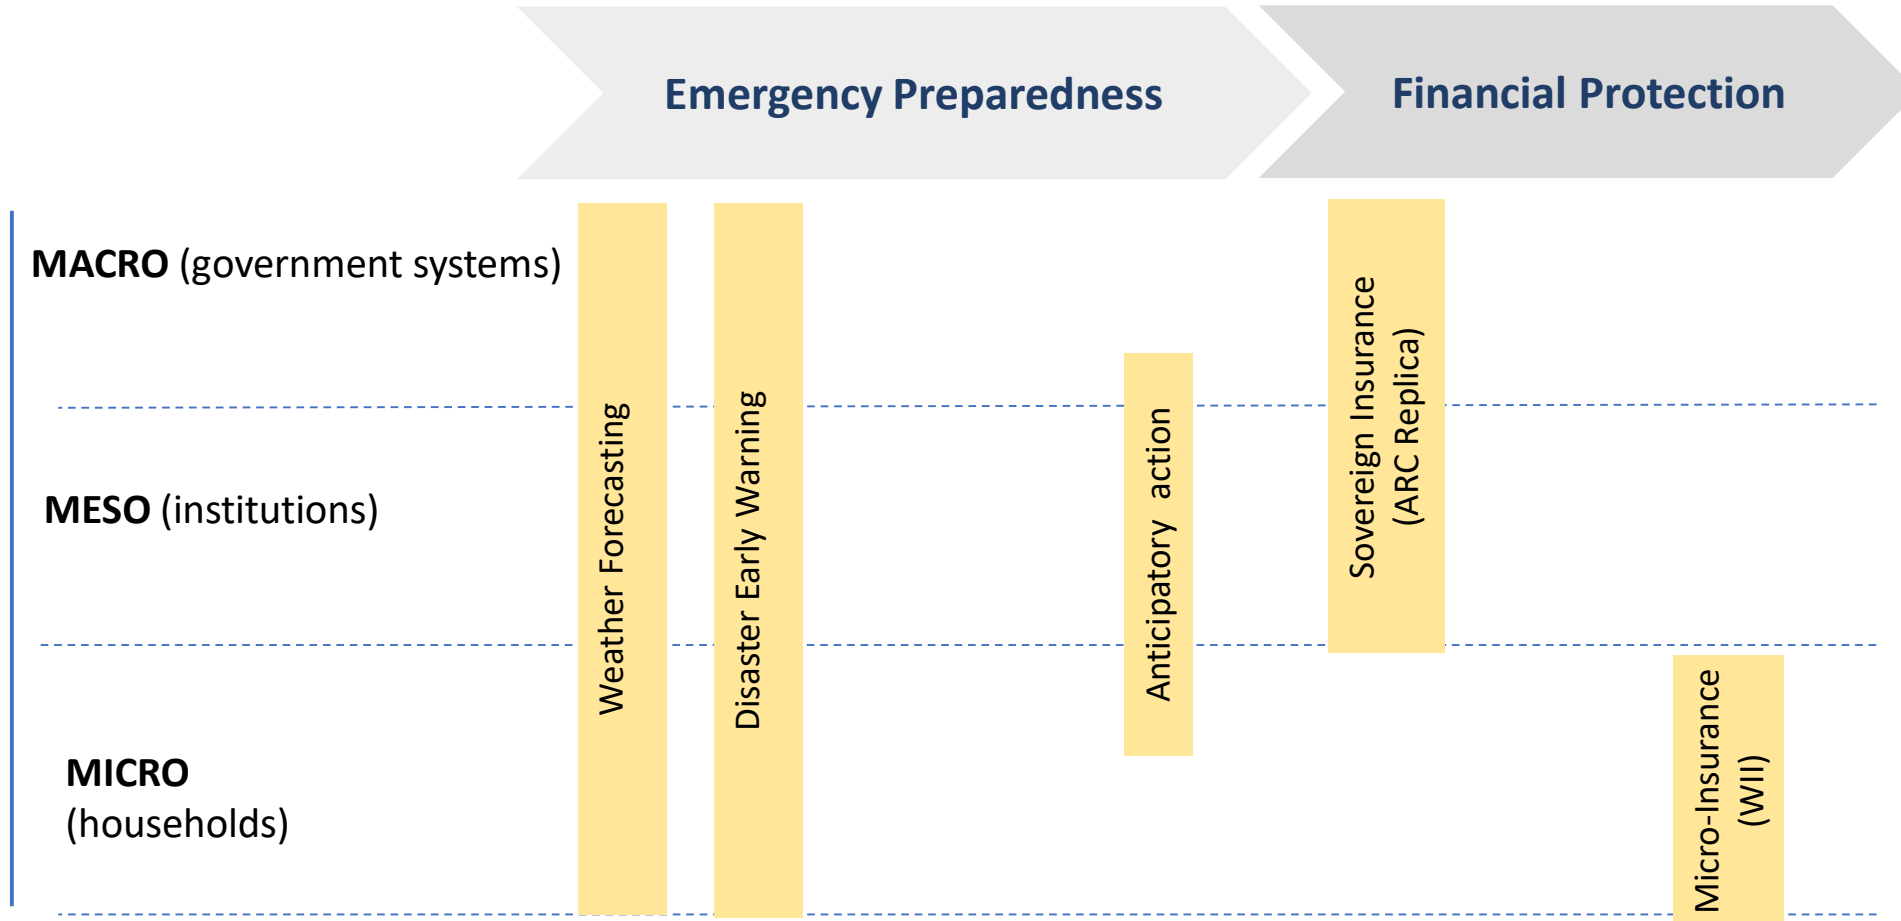 Emergency Preparedness
Financial Protection
MACRO (government systems)
MESO (institutions)
MICRO
(households)
Weather Forecasting
Disaster Early Warning
Anticipatory action
Sovereign Insurance
(ARC Replica)
Micro-Insurance
(WII)